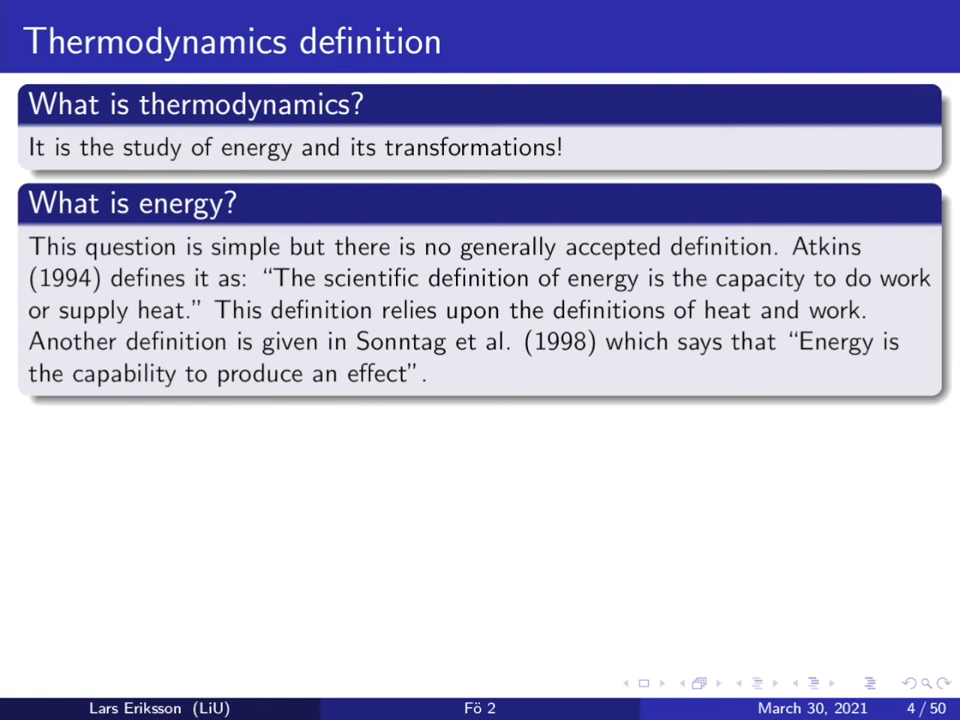 Thermodynamics definition
What is thermodynamics?
It is the study of energy and its transformations!
What is energy?
This question is simple but there is no generally accepted definition. Atkins
(1994) defines it as: “The scientific definition of energy is the capacity to do work
or supply heat.” This definition relies upon the definitions of heat and work.
Another definition is given in Sonntag et al. (1998) which says that “Energy is
the capability to produce an effect”.
Lars Eriksson (LiU) Fö 2 March 30, 2021 4 / 50